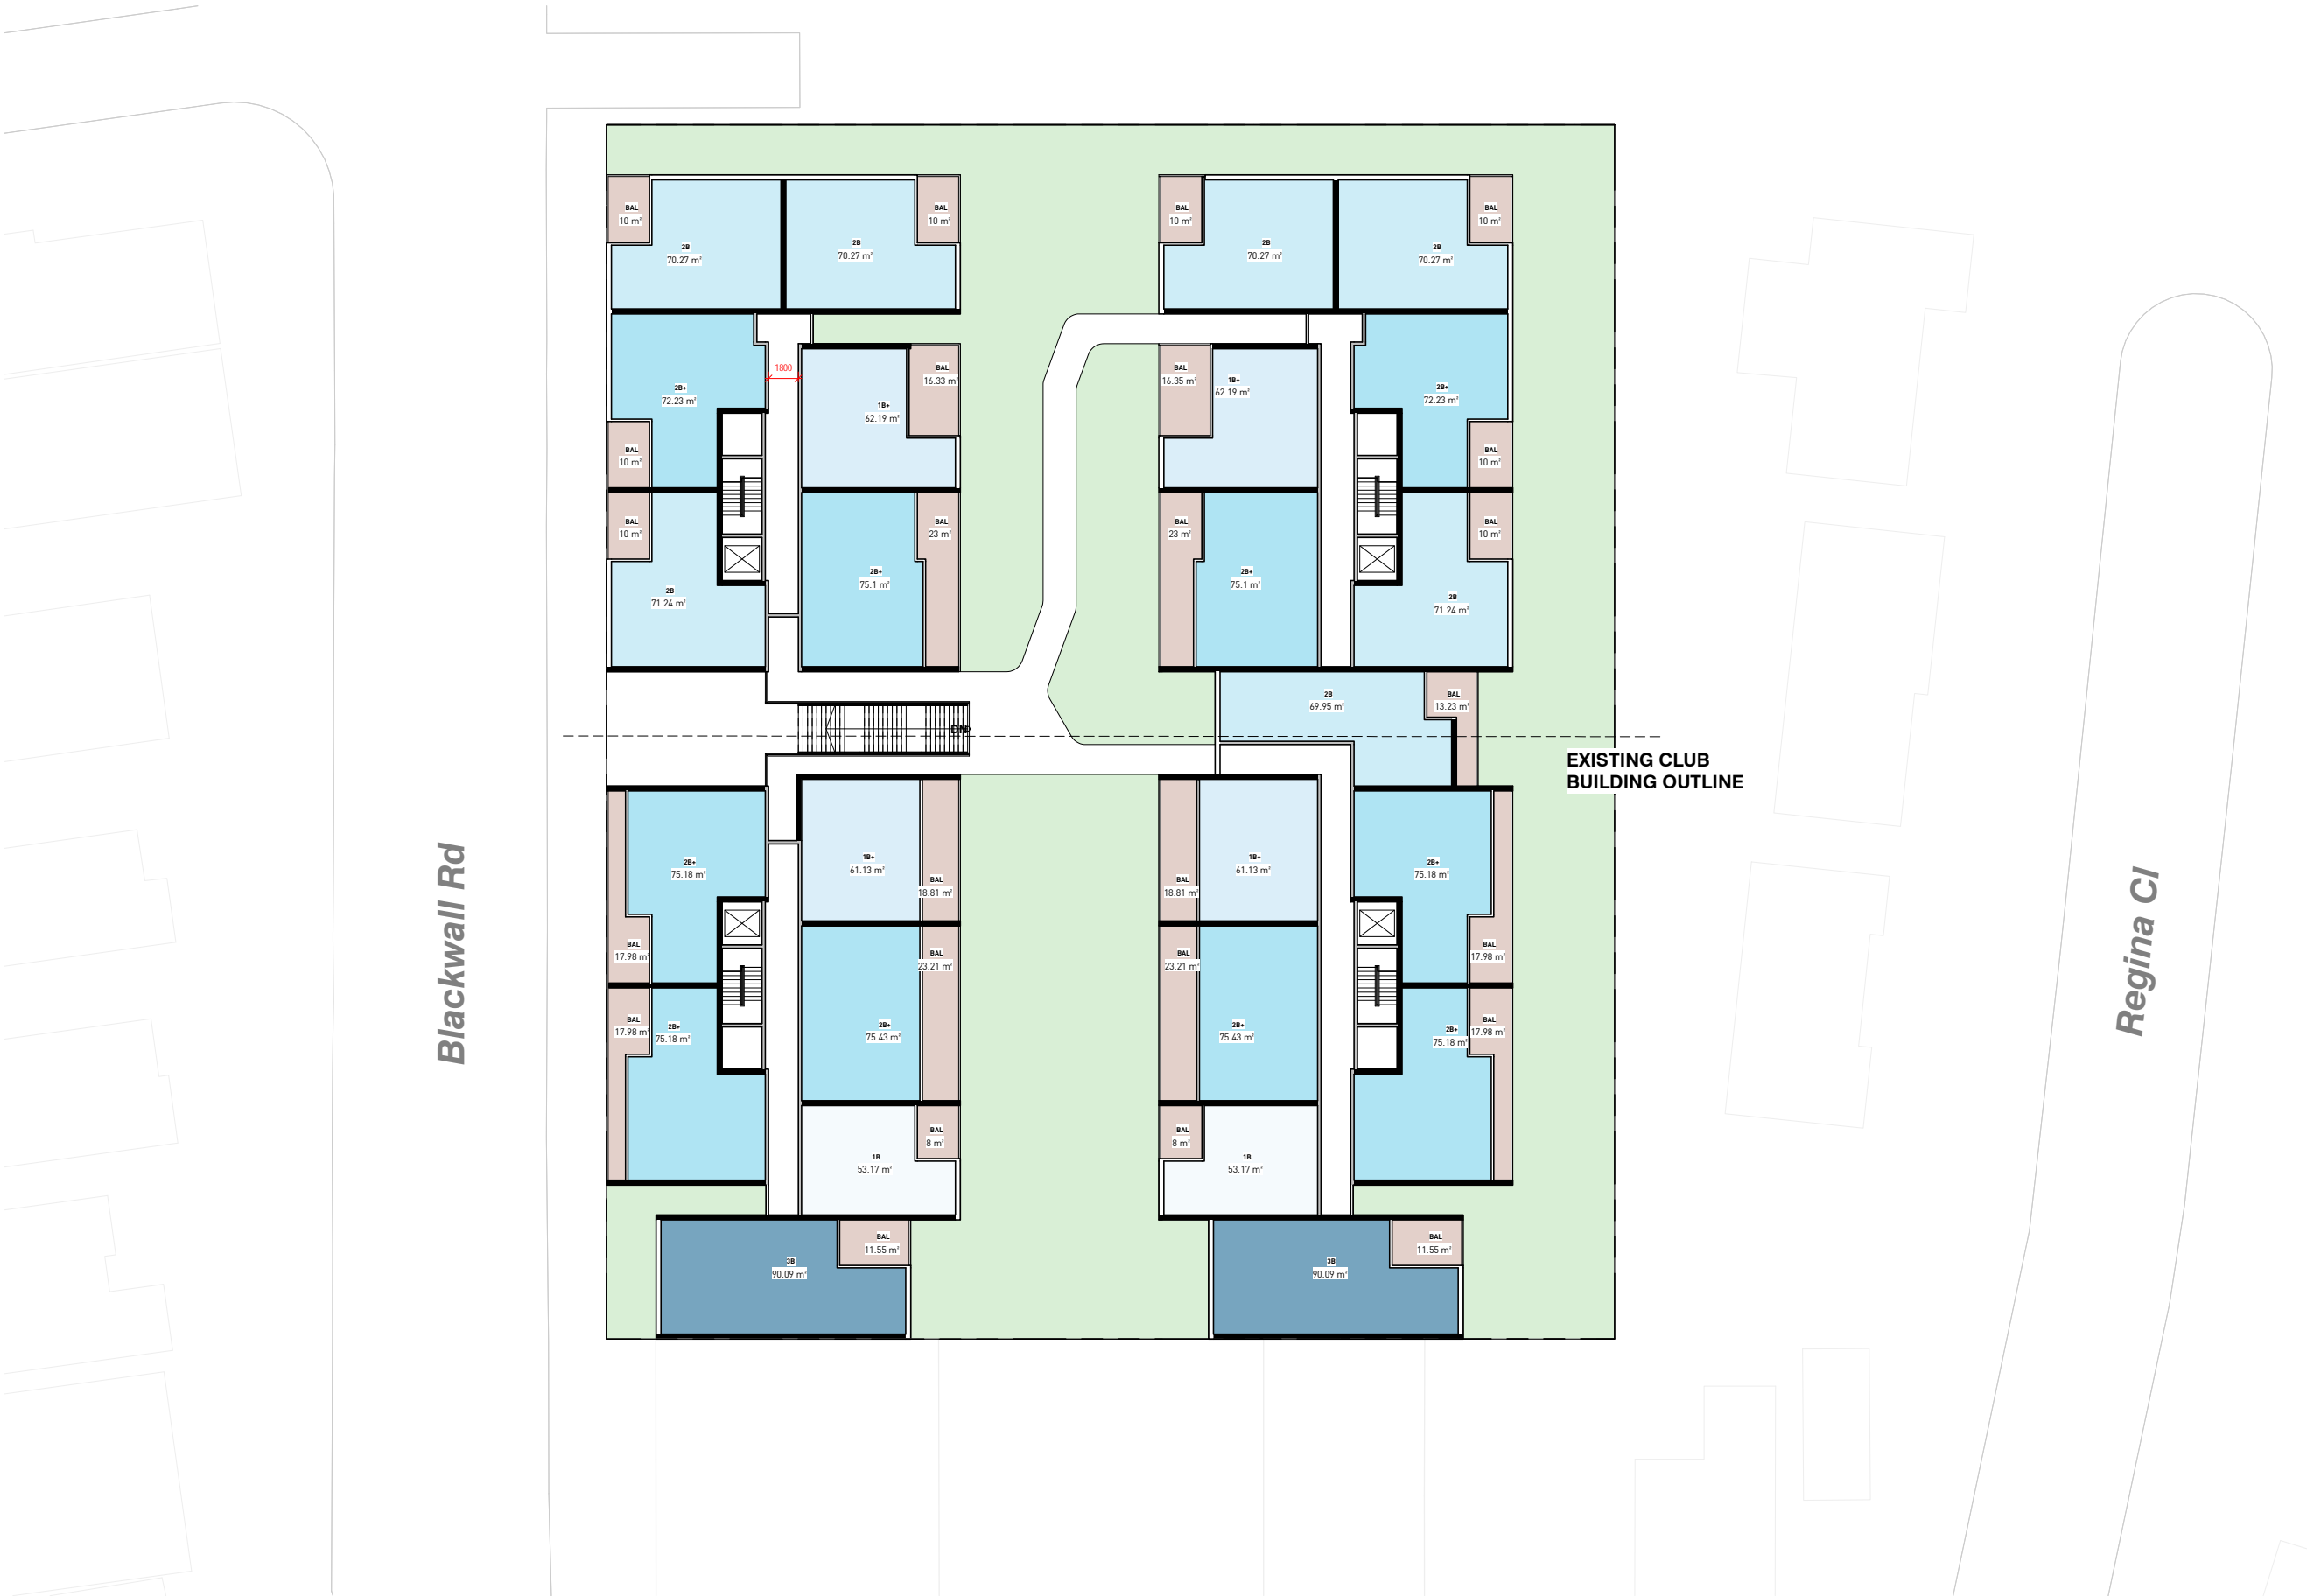 BAL
10 m²
BAL
10 m²
BAL
10 m²
BAL
10 m²
2B
70.27 m²
2B
70.27 m²
2B
70.27 m²
2B
70.27 m²
1800
BAL
16.33 m²
BAL
16.35 m²
2B+
72.23 m²
1B+
62.19 m²
1B+
62.19 m²
2B+
72.23 m²
BAL
10 m²
BAL
10 m²
BAL
10 m²
BAL
23 m²
BAL
23 m²
BAL
10 m²
2B
71.24 m²
2B+
75.1 m²
2B+
75.1 m²
2B
71.24 m²
2B
69.95 m²
BAL
13.23 m²
DN
EXISTING CLUB
BUILDING OUTLINE
2B+
75.18 m²
1B+
61.13 m²
BAL
18.81 m²
1B+
61.13 m²
BAL
18.81 m²
2B+
75.18 m²
Blackwall Rd
Regina Cl
BAL
17.98 m²
BAL
23.21 m²
BAL
23.21 m²
BAL
17.98 m²
BAL
17.98 m²
2B+
75.18 m²
2B+
75.43 m²
2B+
75.43 m²
2B+
75.18 m²
BAL
17.98 m²
1B
53.17 m²
BAL
8 m²
BAL
8 m²
1B
53.17 m²
3B
90.09 m²
BAL
11.55 m²
3B
90.09 m²
BAL
11.55 m²